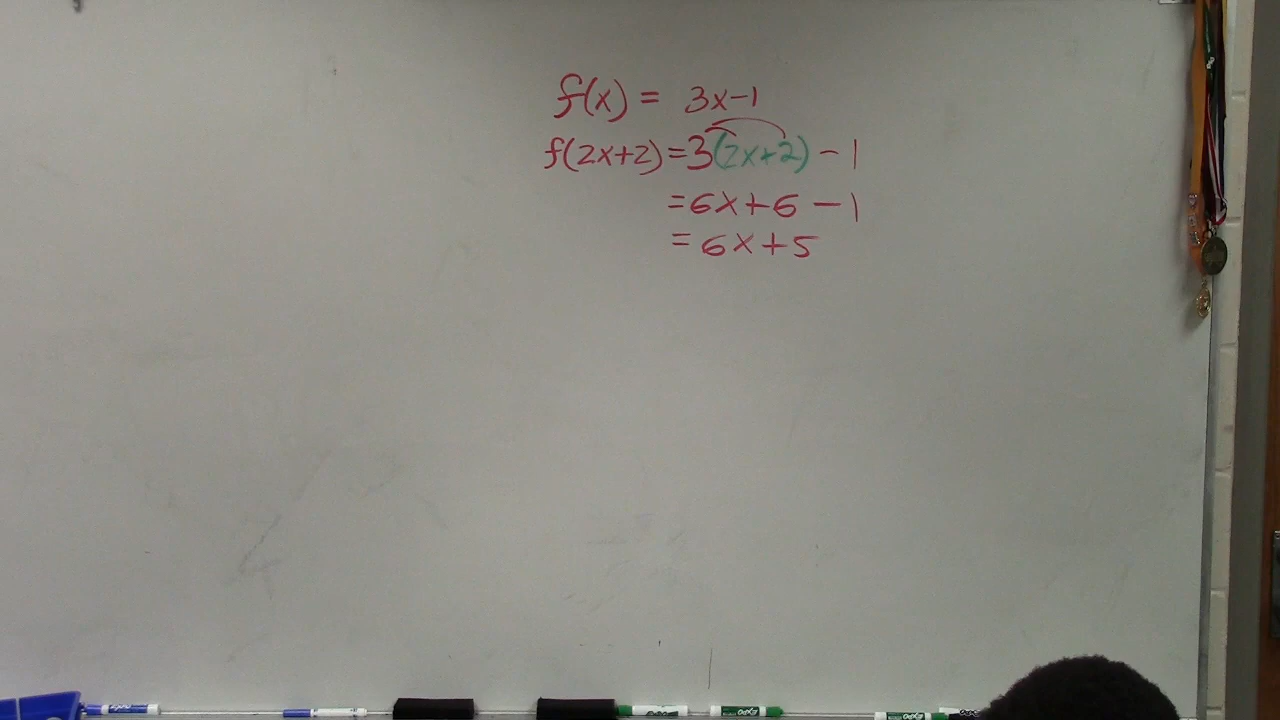 f(x) = 3x-1
f(2x+2)=3(2x+2) - 1
=6x+6 - 1
= 6x+5